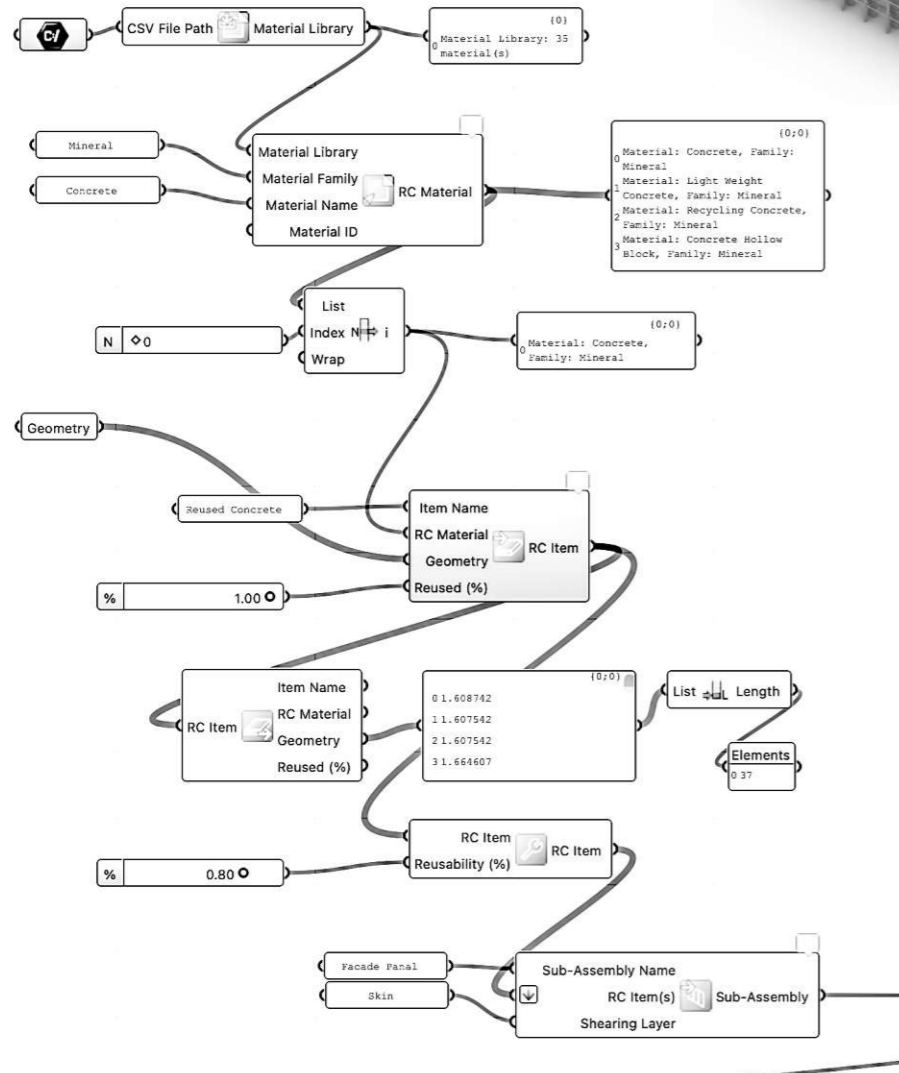 C:/
CSV File Path Material Library
{0}
0 Material Library: 35
material(s)
Mineral
Concrete
Material Library
Material Family
Material Name
Material ID
RC Material
{0;0}
0 Material: Concrete, Family:
Mineral
1 Material: Light Weight
Concrete, Family: Mineral
2 Material: Recycling Concrete,
Family: Mineral
3 Material: Concrete Hollow
Block, Family: Mineral
N ◇0
List
Index N i
Wrap
{0;0}
0 Material: Concrete,
Family: Mineral
Geometry
Reused Concrete
% 1.00
Item Name
RC Material
Geometry
Reused (%)
RC Item
RC Item
Item Name
RC Material
Geometry
Reused (%)
{0;0}
0 1.608742
1 1.607542
2 1.607542
3 1.664607
List L Length
Elements
0 37
% 0.80
RC Item
Reusability (%)
RC Item
Facade Panal
Skin
Sub-Assembly Name
RC Item(s)
Shearing Layer
Sub-Assembly